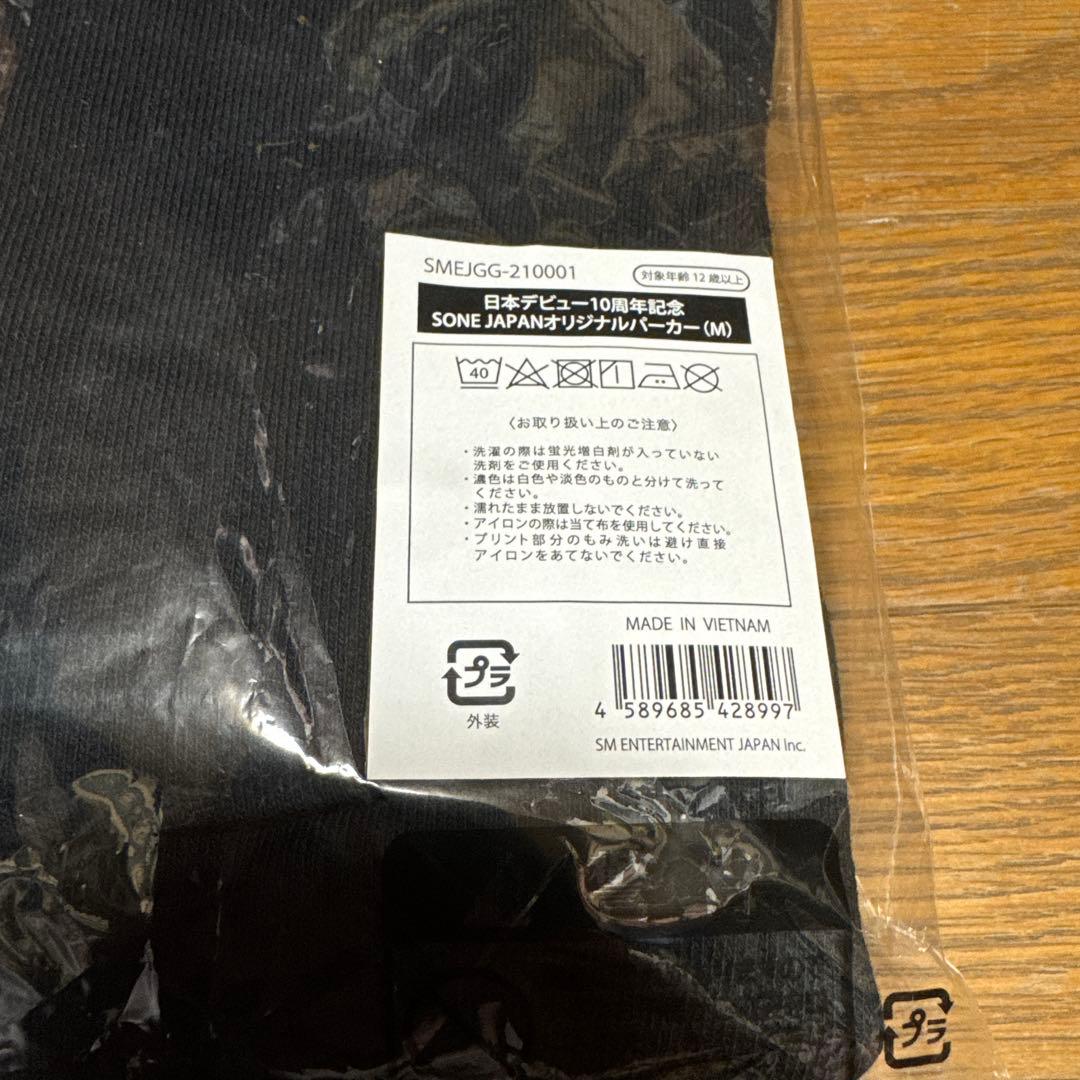 SMEJGG-210001
対象年齢12歳以上
日本デビュー10周年記念
SONE JAPANオリジナルパーカー(M)
40
〈お取り扱い上のご注意〉
・洗濯の際は蛍光増白剤が入っていない
洗剤をご使用ください。
・濃色は白色や淡色のものと分けて洗って
ください。
・濡れたまま放置しないでください。
・アイロンの際は当て布を使用してください。
・プリント部分のもみ洗いは避け直接
アイロンをあてないでください。
MADE IN VIETNAM
プラ
外装
4 589685 428997
SM ENTERTAINMENT JAPAN Inc.
プラ